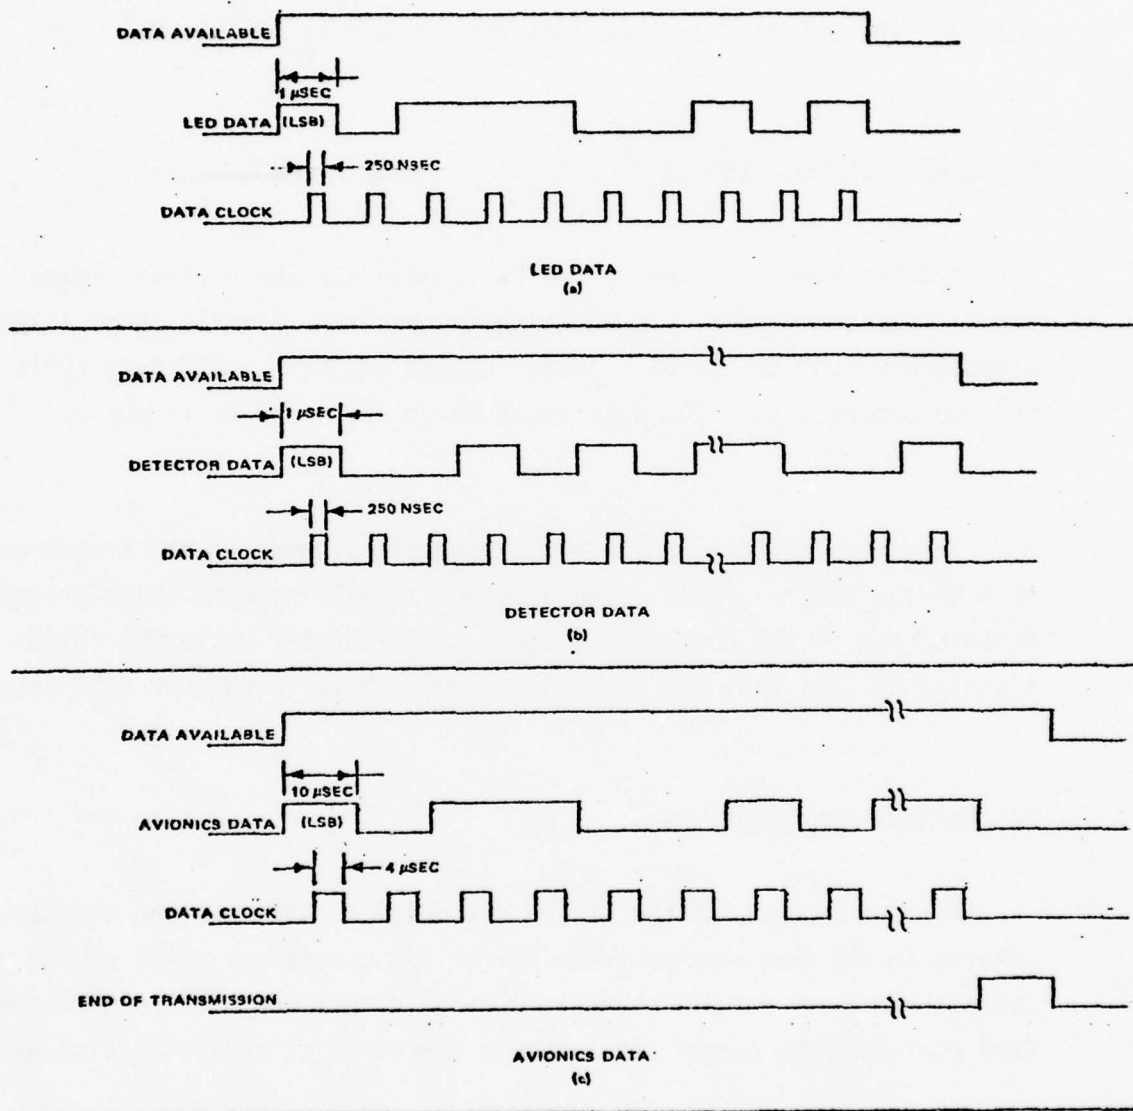 DATA AVAILABLE
1 µSEC
LED DATA
(LSB)
250 NSEC
DATA CLOCK
LED DATA
(a)
DATA AVAILABLE
1 µSEC
DETECTOR DATA
(LSB)
250 NSEC
DATA CLOCK
DETECTOR DATA
(b)
DATA AVAILABLE
10 µSEC
AVIONICS DATA
(LSB)
4 µSEC
DATA CLOCK
END OF TRANSMISSION
AVIONICS DATA
(c)